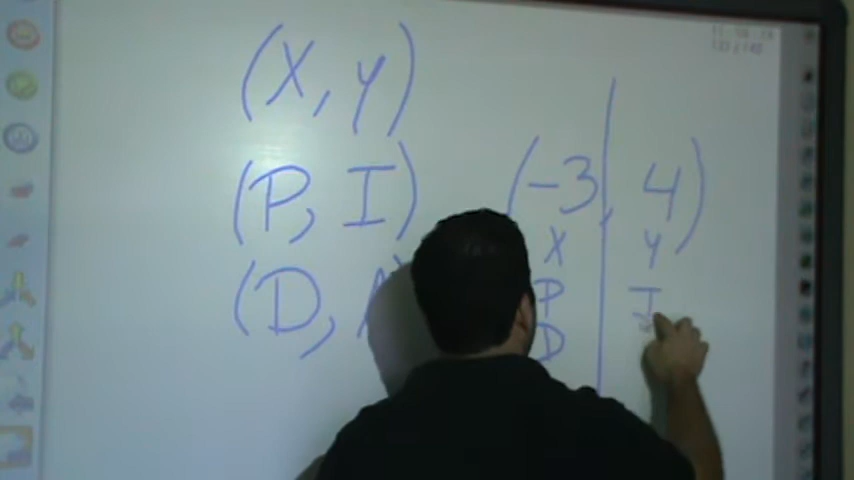 (X, Y)
(P, I)
(D,
(-3, 4)
X Y
P I
D